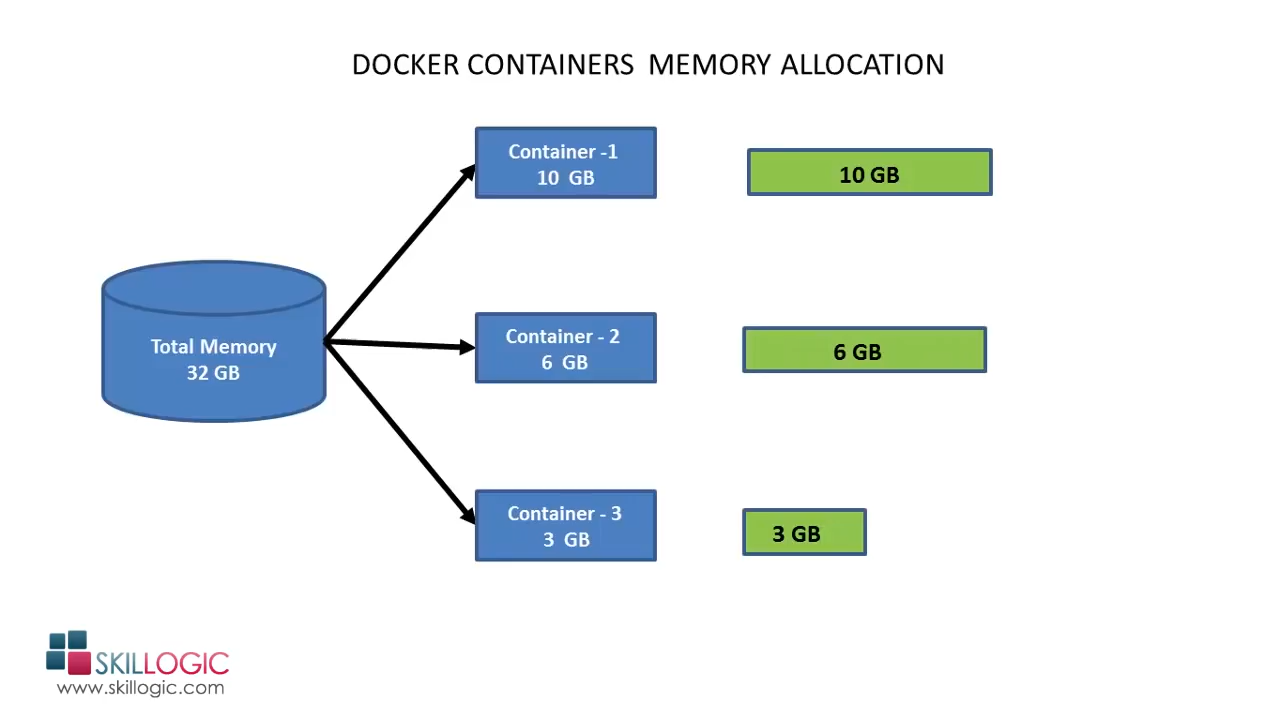 DOCKER CONTAINERS  MEMORY ALLOCATION
Container -1
10  GB
10 GB
Total Memory
32 GB
Container - 2
6  GB
6 GB
Container - 3
3  GB
3 GB
SKILLOGIC
www.skillogic.com